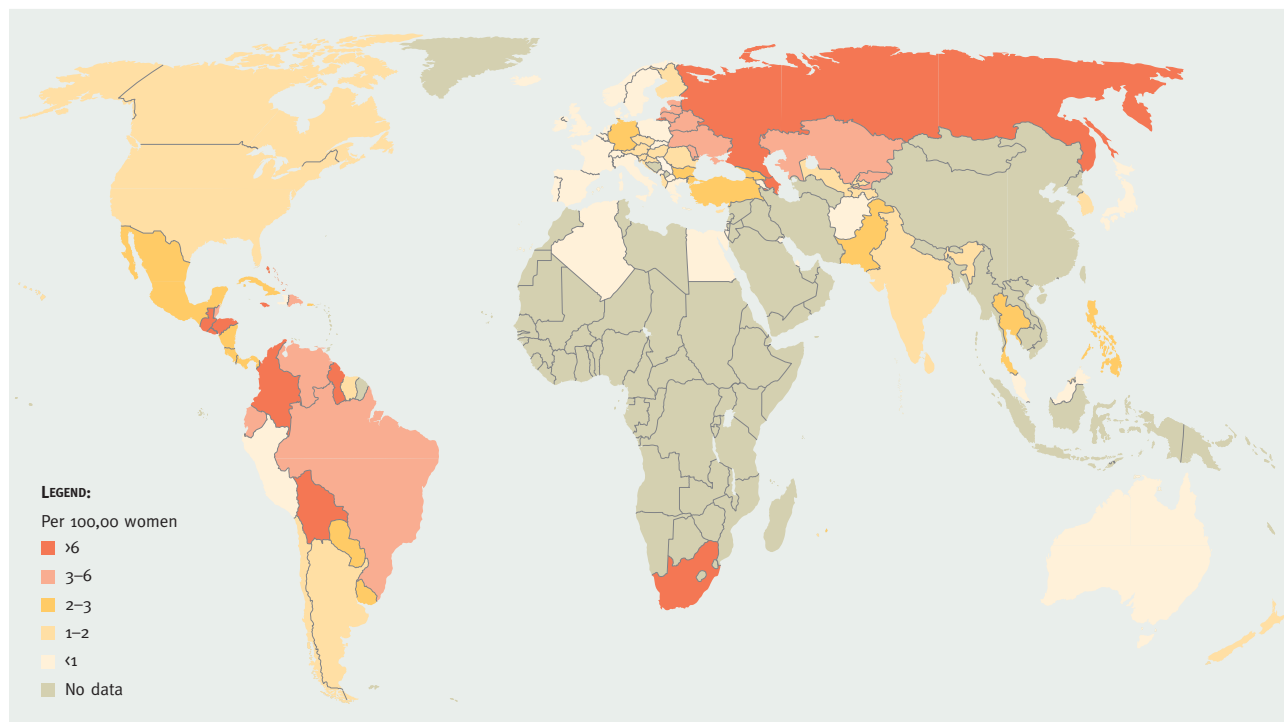 LEGEND:
Per 100,00 women
>6
3–6
2–3
1–2
<1
No data